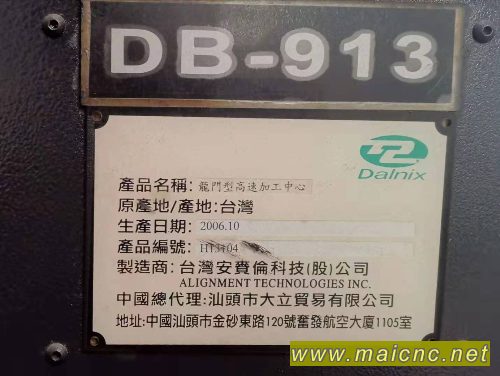 DB-913
Dalnix
產品名稱: 龍門型高速加工中心
原產地/產地: 台灣
生產日期: 2006.10
產品編號: HT3104
製造商: 台灣安賚倫科技(股)公司
ALIGNMENT TECHNOLOGIES INC.
中國總代理: 汕頭市大立貿易有限公司
地址: 中國汕頭市金砂東路120號奮發航空大廈1105室
www.maicnc.net